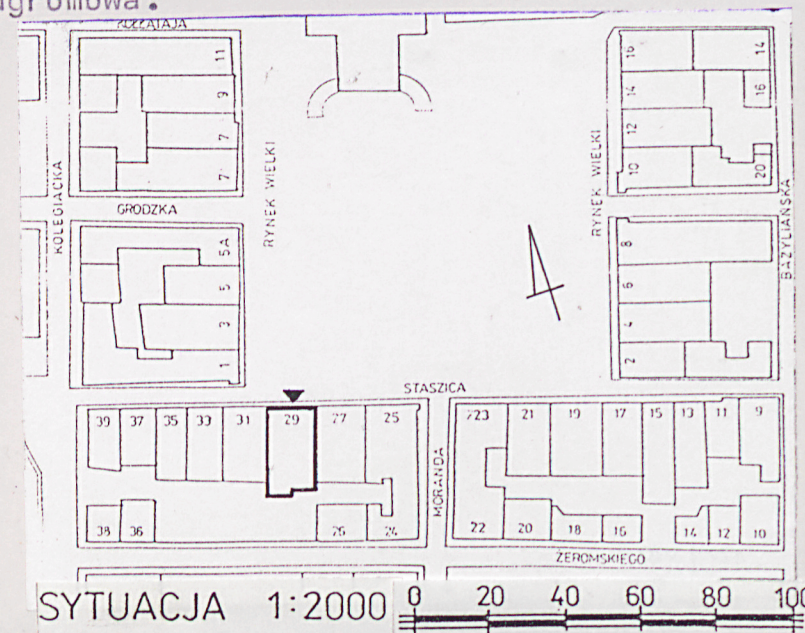 KOŁŁĄTAJA
11
9
7
7
KOLEGIACKA
RYNEK WIELKI
GRODZKA
5A
5
3
1
RYNEK WIELKI
16
14
14
16
12
10
20
BAZYLIAŃSKA
8
6
4
2
STASZICA
39 37 35 33 31 29 27 25
MORANDA
23 21 19 17 15 13 11 9
38 36 26 24
22 20 18 16 14 12 10
ŻEROMSKIEGO
SYTUACJA 1:2000 0 20 40 60 80 100